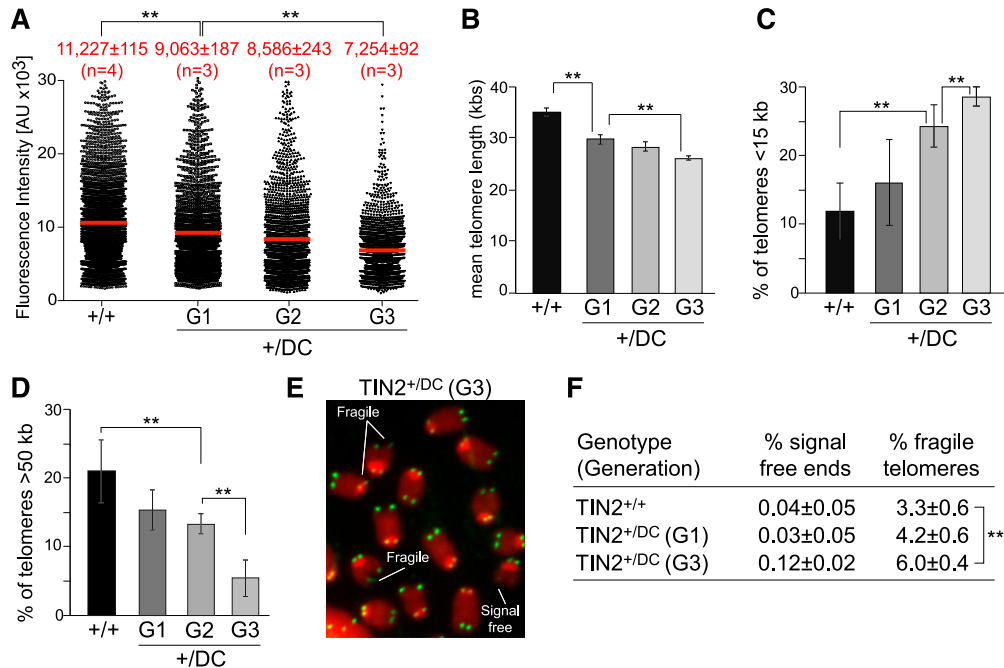 A
** **
11,227±115 9,063±187 8,586±243 7,254±92
(n=4) (n=3) (n=3) (n=3)
Fluorescence Intensity [AU x10³]
30
20
10
0
+/+ G1 G2 G3
+/DC
B
** **
mean telomere length (kbs)
40
30
20
10
0
+/+ G1 G2 G3
+/DC
C
** **
% of telomeres <15 kb
30
20
10
0
+/+ G1 G2 G3
+/DC
D
** **
% of telomeres >50 kb
30
20
10
0
+/+ G1 G2 G3
+/DC
E
TIN2+/DC (G3)
Fragile
Fragile
Signal
free
F
Genotype % signal % fragile
(Generation) free ends telomeres
TIN2+/+ 0.04±0.05 3.3±0.6
TIN2+/DC (G1) 0.03±0.05 4.2±0.6 **
TIN2+/DC (G3) 0.12±0.02 6.0±0.4